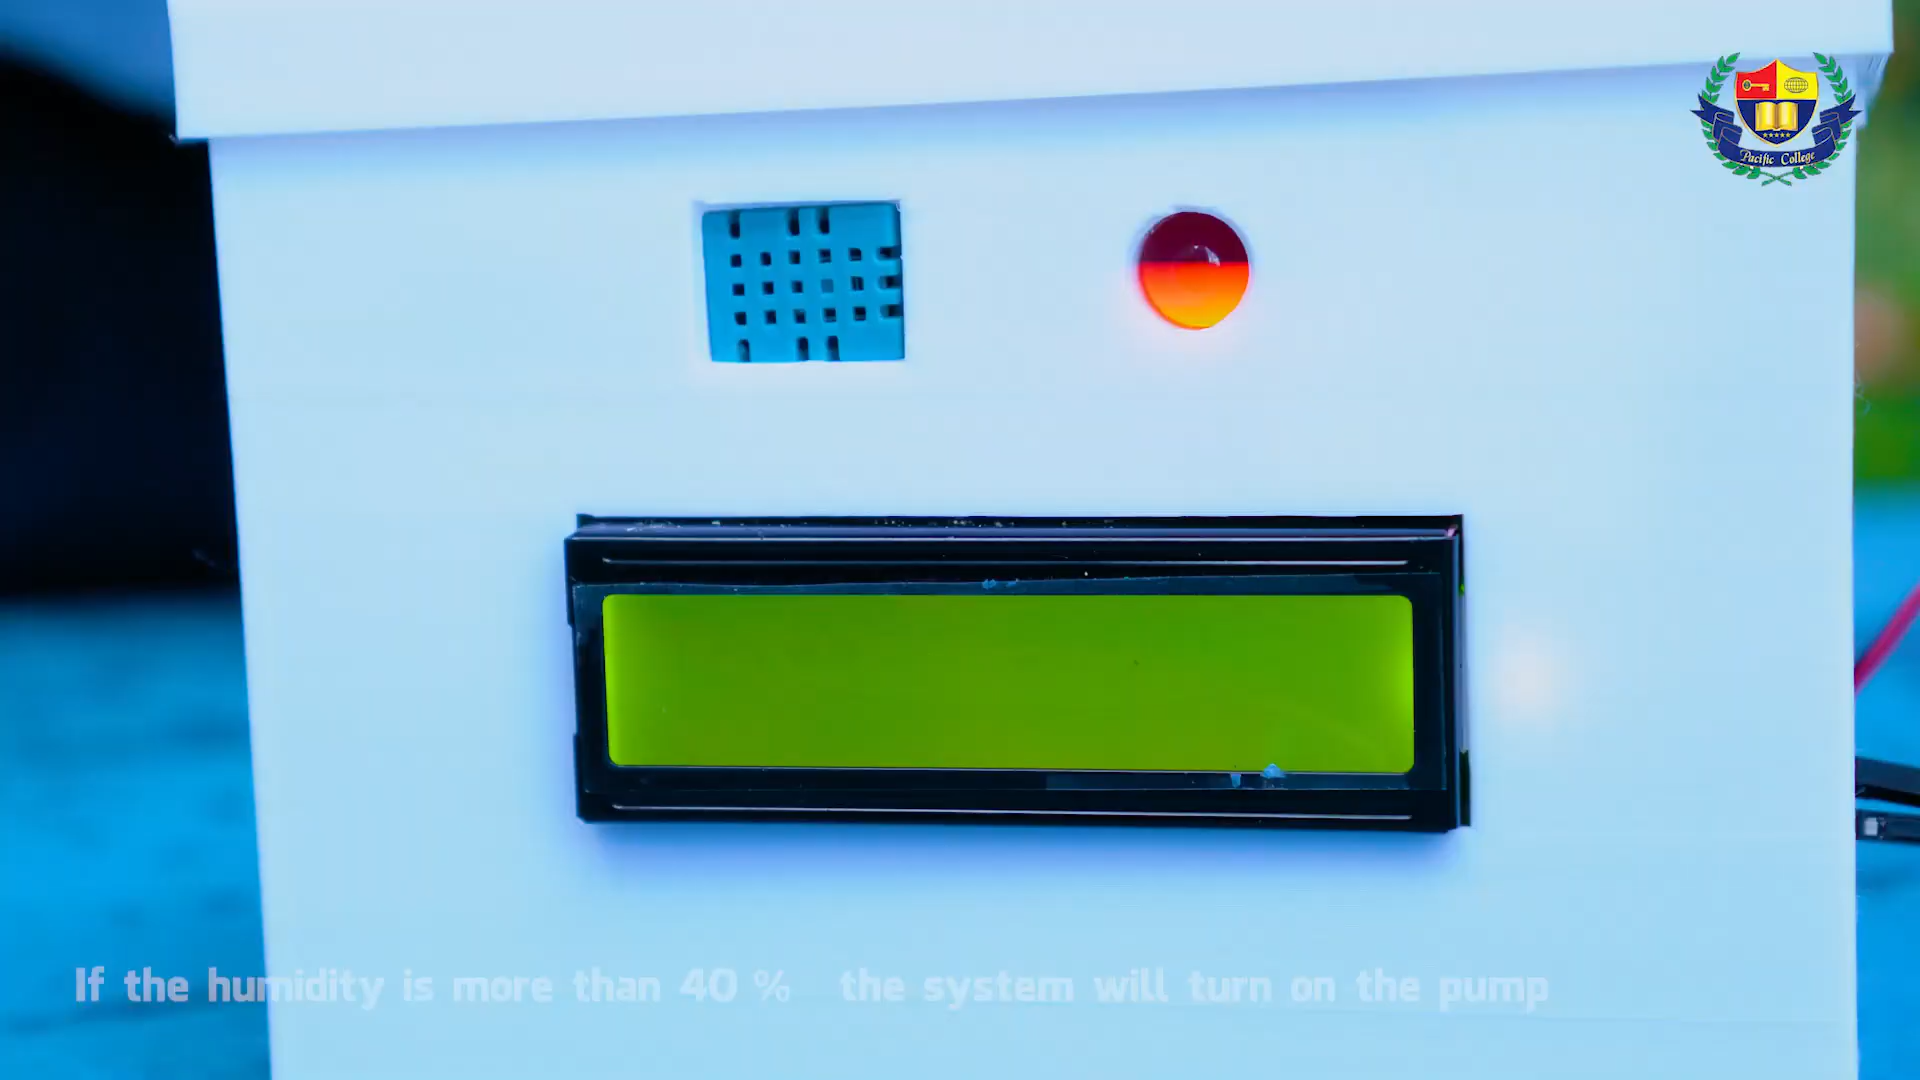 Pacific College
If the humidity is more than 40 % the system will turn on the pump